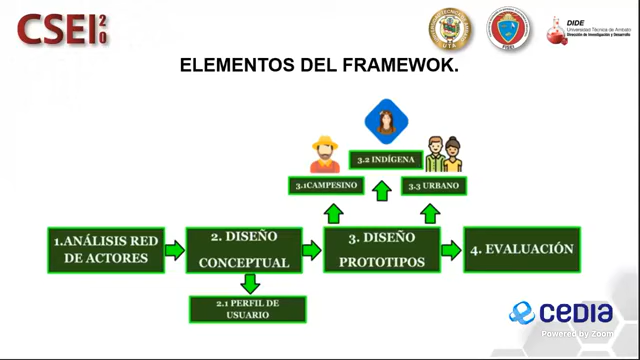 CSEI 20
UTA
FISEI
DIDE
Universidad Técnica de Ambato
Dirección de Investigación y Desarrollo
ELEMENTOS DEL FRAMEWOK.
3.2 INDÍGENA
3.1CAMPESINO
3.3 URBANO
1.ANÁLISIS RED
DE ACTORES
2. DISEÑO
CONCEPTUAL
3. DISEÑO
PROTOTIPOS
4. EVALUACIÓN
2.1 PERFIL DE
USUARIO
cedia
Powered by Zoom